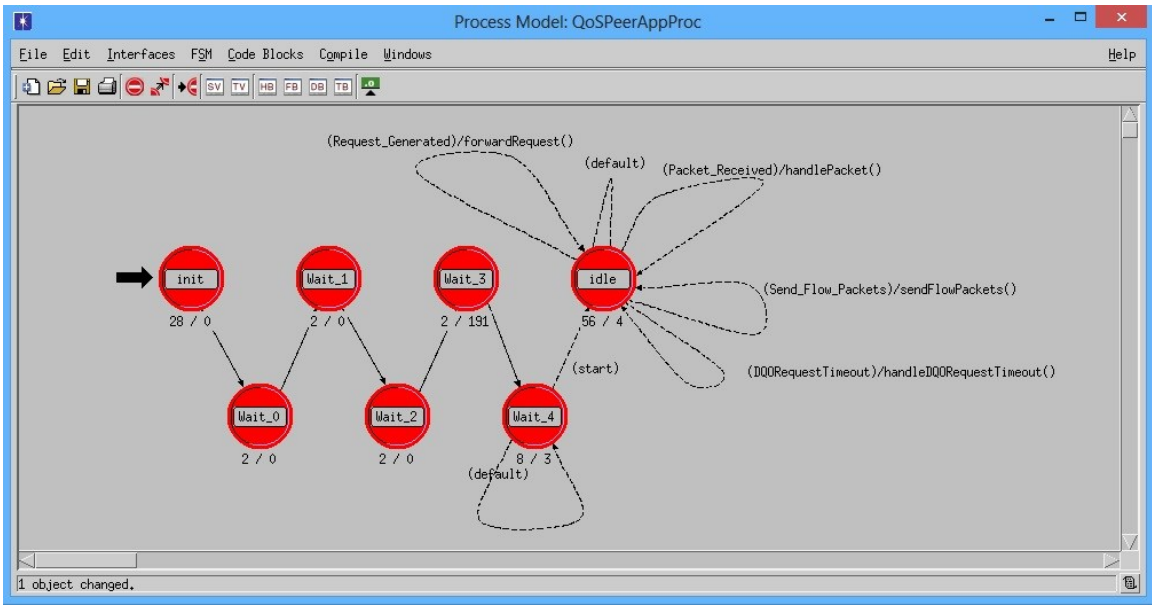 Process Model: QoSPeerAppProc
File Edit Interfaces FSM Code Blocks Compile Windows Help
SV TV HB FB DB TB .0
(Request_Generated)/forwardRequest()
(default)
(Packet_Received)/handlePacket()
init
Wait_1
Wait_3
idle
(Send_Flow_Packets)/sendFlowPackets()
28 / 0
2 / 0
2 / 191
56 / 4
(start)
(DQORequestTimeout)/handleDQORequestTimeout()
Wait_0
Wait_2
Wait_4
2 / 0
2 / 0
8 / 3
(default)
1 object changed.